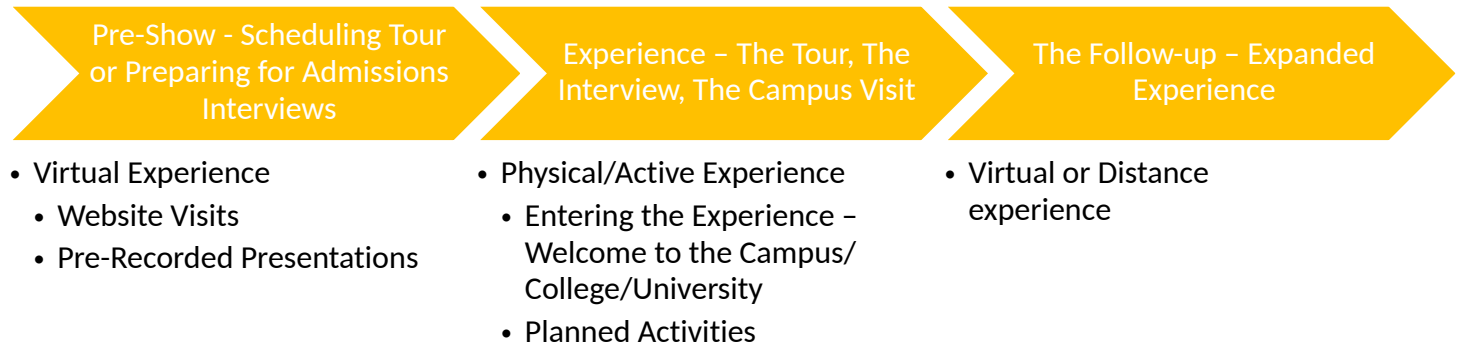 Pre-Show - Scheduling Tour
or Preparing for Admissions
Interviews
• Virtual Experience
• Website Visits
• Pre-Recorded Presentations
Experience – The Tour, The
Interview, The Campus Visit
• Physical/Active Experience
• Entering the Experience –
Welcome to the Campus/
College/University
• Planned Activities
The Follow-up – Expanded
Experience
• Virtual or Distance
experience